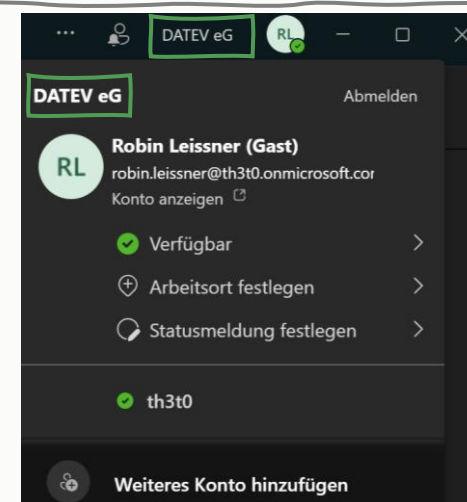 DATEV eG
RL
DATEV eG
Abmelden
RL
Robin Leissner (Gast)
robin.leissner@th3t0.onmicrosoft.cor
Konto anzeigen
Verfügbar
Arbeitsort festlegen
Statusmeldung festlegen
th3t0
Weiteres Konto hinzufügen